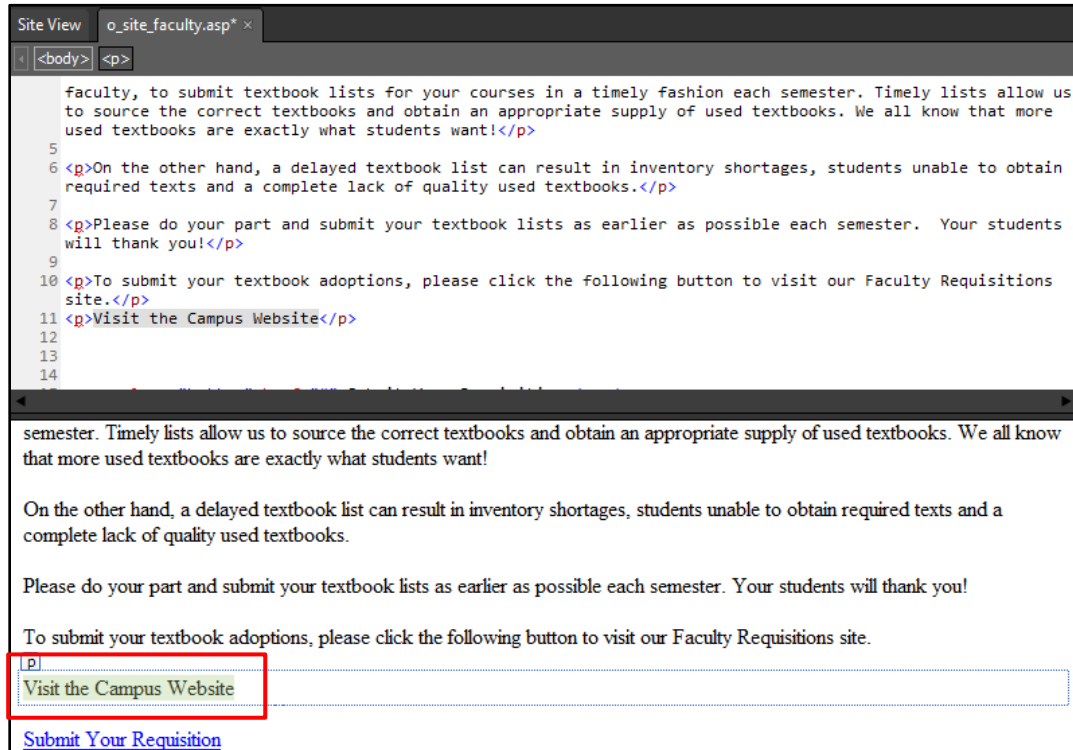 Site View o_site_faculty.asp* ×
<body> <p>
faculty, to submit textbook lists for your courses in a timely fashion each semester. Timely lists allow us
to source the correct textbooks and obtain an appropriate supply of used textbooks. We all know that more
used textbooks are exactly what students want!</p>
5
6 <p>On the other hand, a delayed textbook list can result in inventory shortages, students unable to obtain
required texts and a complete lack of quality used textbooks.</p>
7
8 <p>Please do your part and submit your textbook lists as earlier as possible each semester.  Your students
will thank you!</p>
9
10 <p>To submit your textbook adoptions, please click the following button to visit our Faculty Requisitions
site.</p>
11 <p>Visit the Campus Website</p>
12
13
14
semester. Timely lists allow us to source the correct textbooks and obtain an appropriate supply of used textbooks. We all know
that more used textbooks are exactly what students want!
On the other hand, a delayed textbook list can result in inventory shortages, students unable to obtain required texts and a
complete lack of quality used textbooks.
Please do your part and submit your textbook lists as earlier as possible each semester. Your students will thank you!
To submit your textbook adoptions, please click the following button to visit our Faculty Requisitions site.
p
Visit the Campus Website
Submit Your Requisition